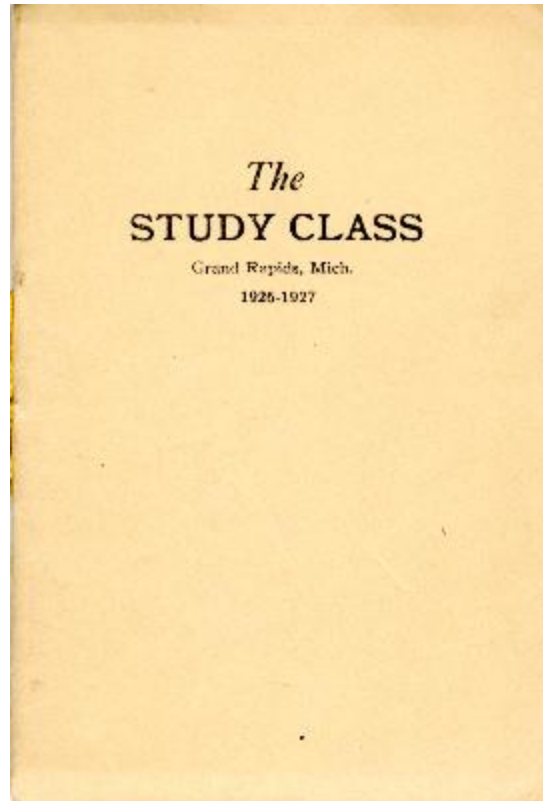 The
STUDY CLASS
Grand Rapids, Mich.
1926-1927